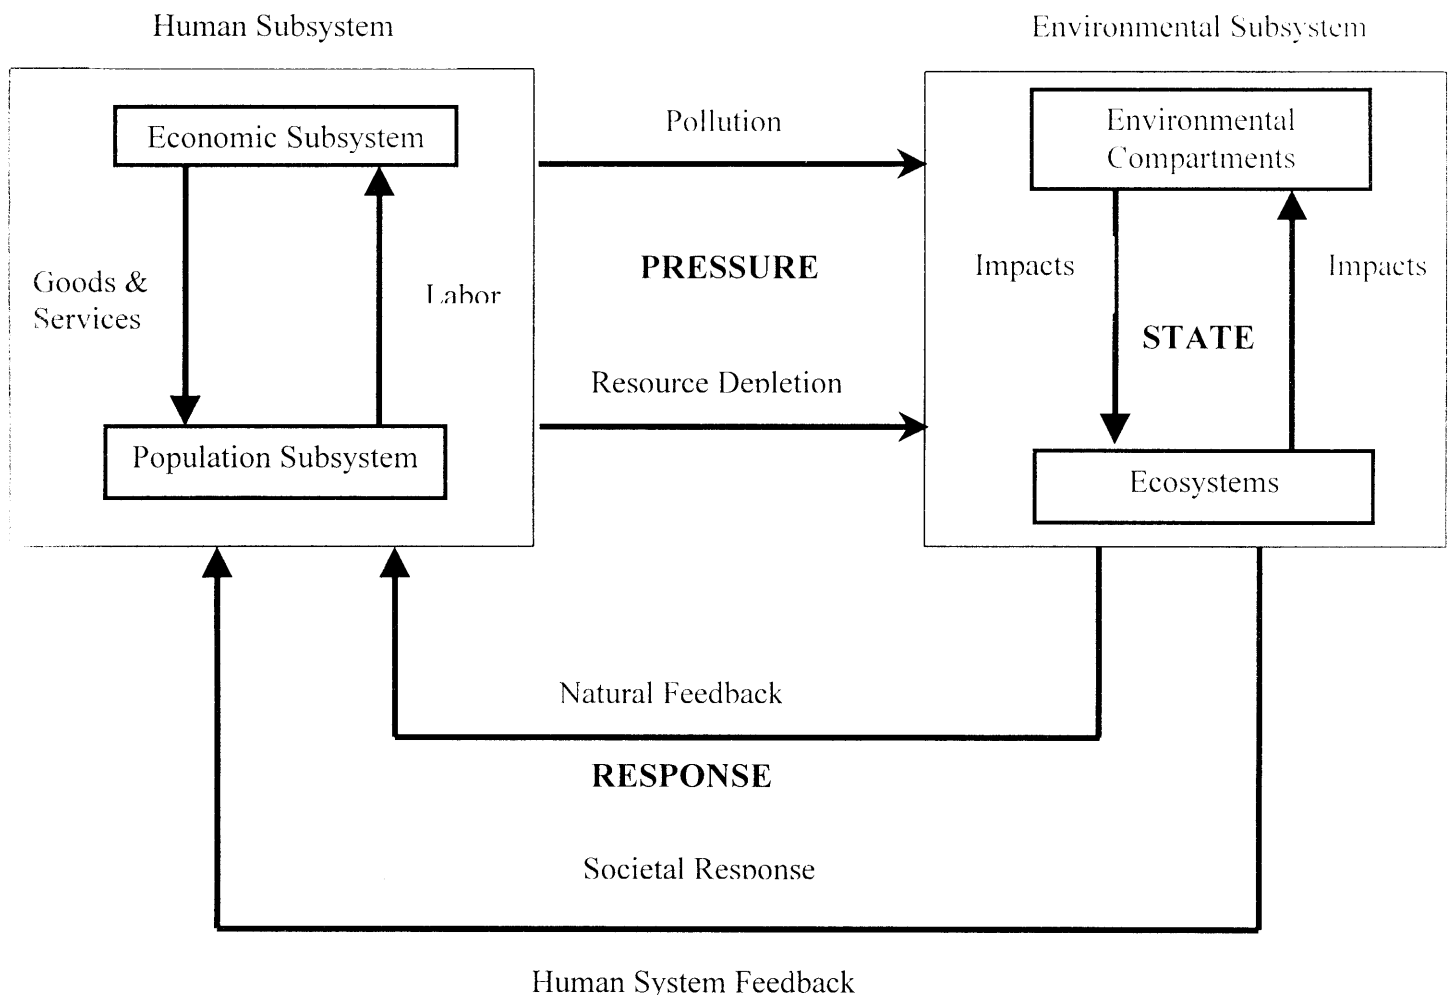 Human Subsystem
Environmental Subsystem
Economic Subsystem
Pollution
Environmental
Compartments
Goods &
Services
Labor
PRESSURE
Impacts
Impacts
STATE
Resource Depletion
Population Subsystem
Ecosystems
Natural Feedback
RESPONSE
Societal Response
Human System Feedback